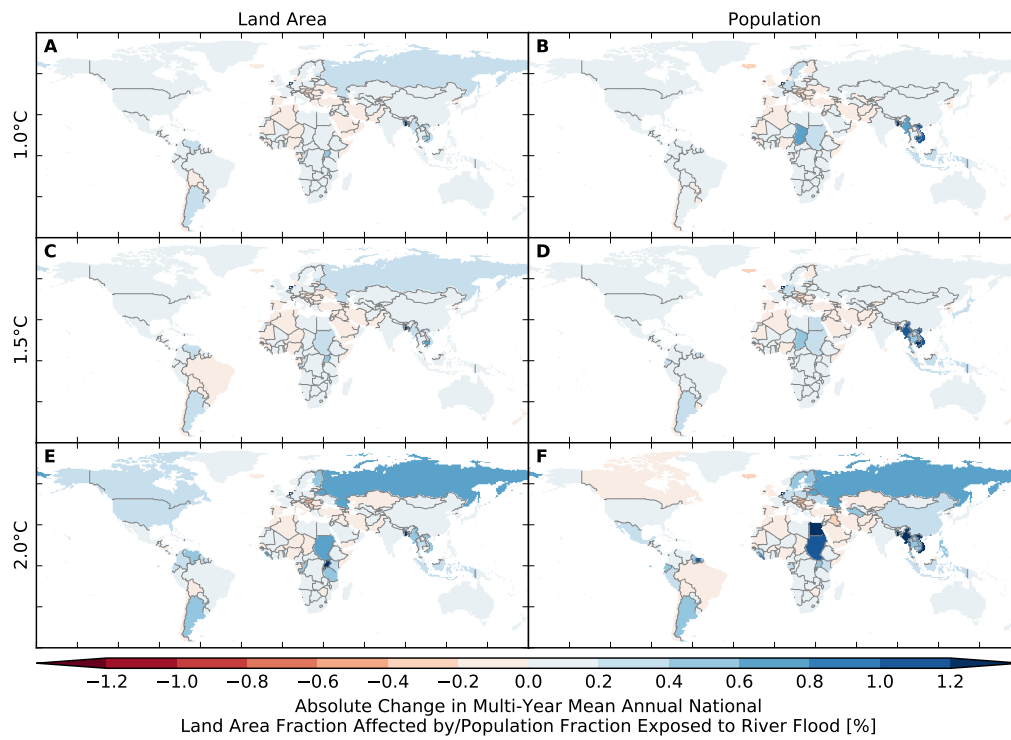 Land Area
Population
A
B
1.0°C
C
D
1.5°C
E
F
2.0°C
−1.2 −1.0 −0.8 −0.6 −0.4 −0.2 0.0 0.2 0.4 0.6 0.8 1.0 1.2
Absolute Change in Multi-Year Mean Annual National
Land Area Fraction Affected by/Population Fraction Exposed to River Flood [%]